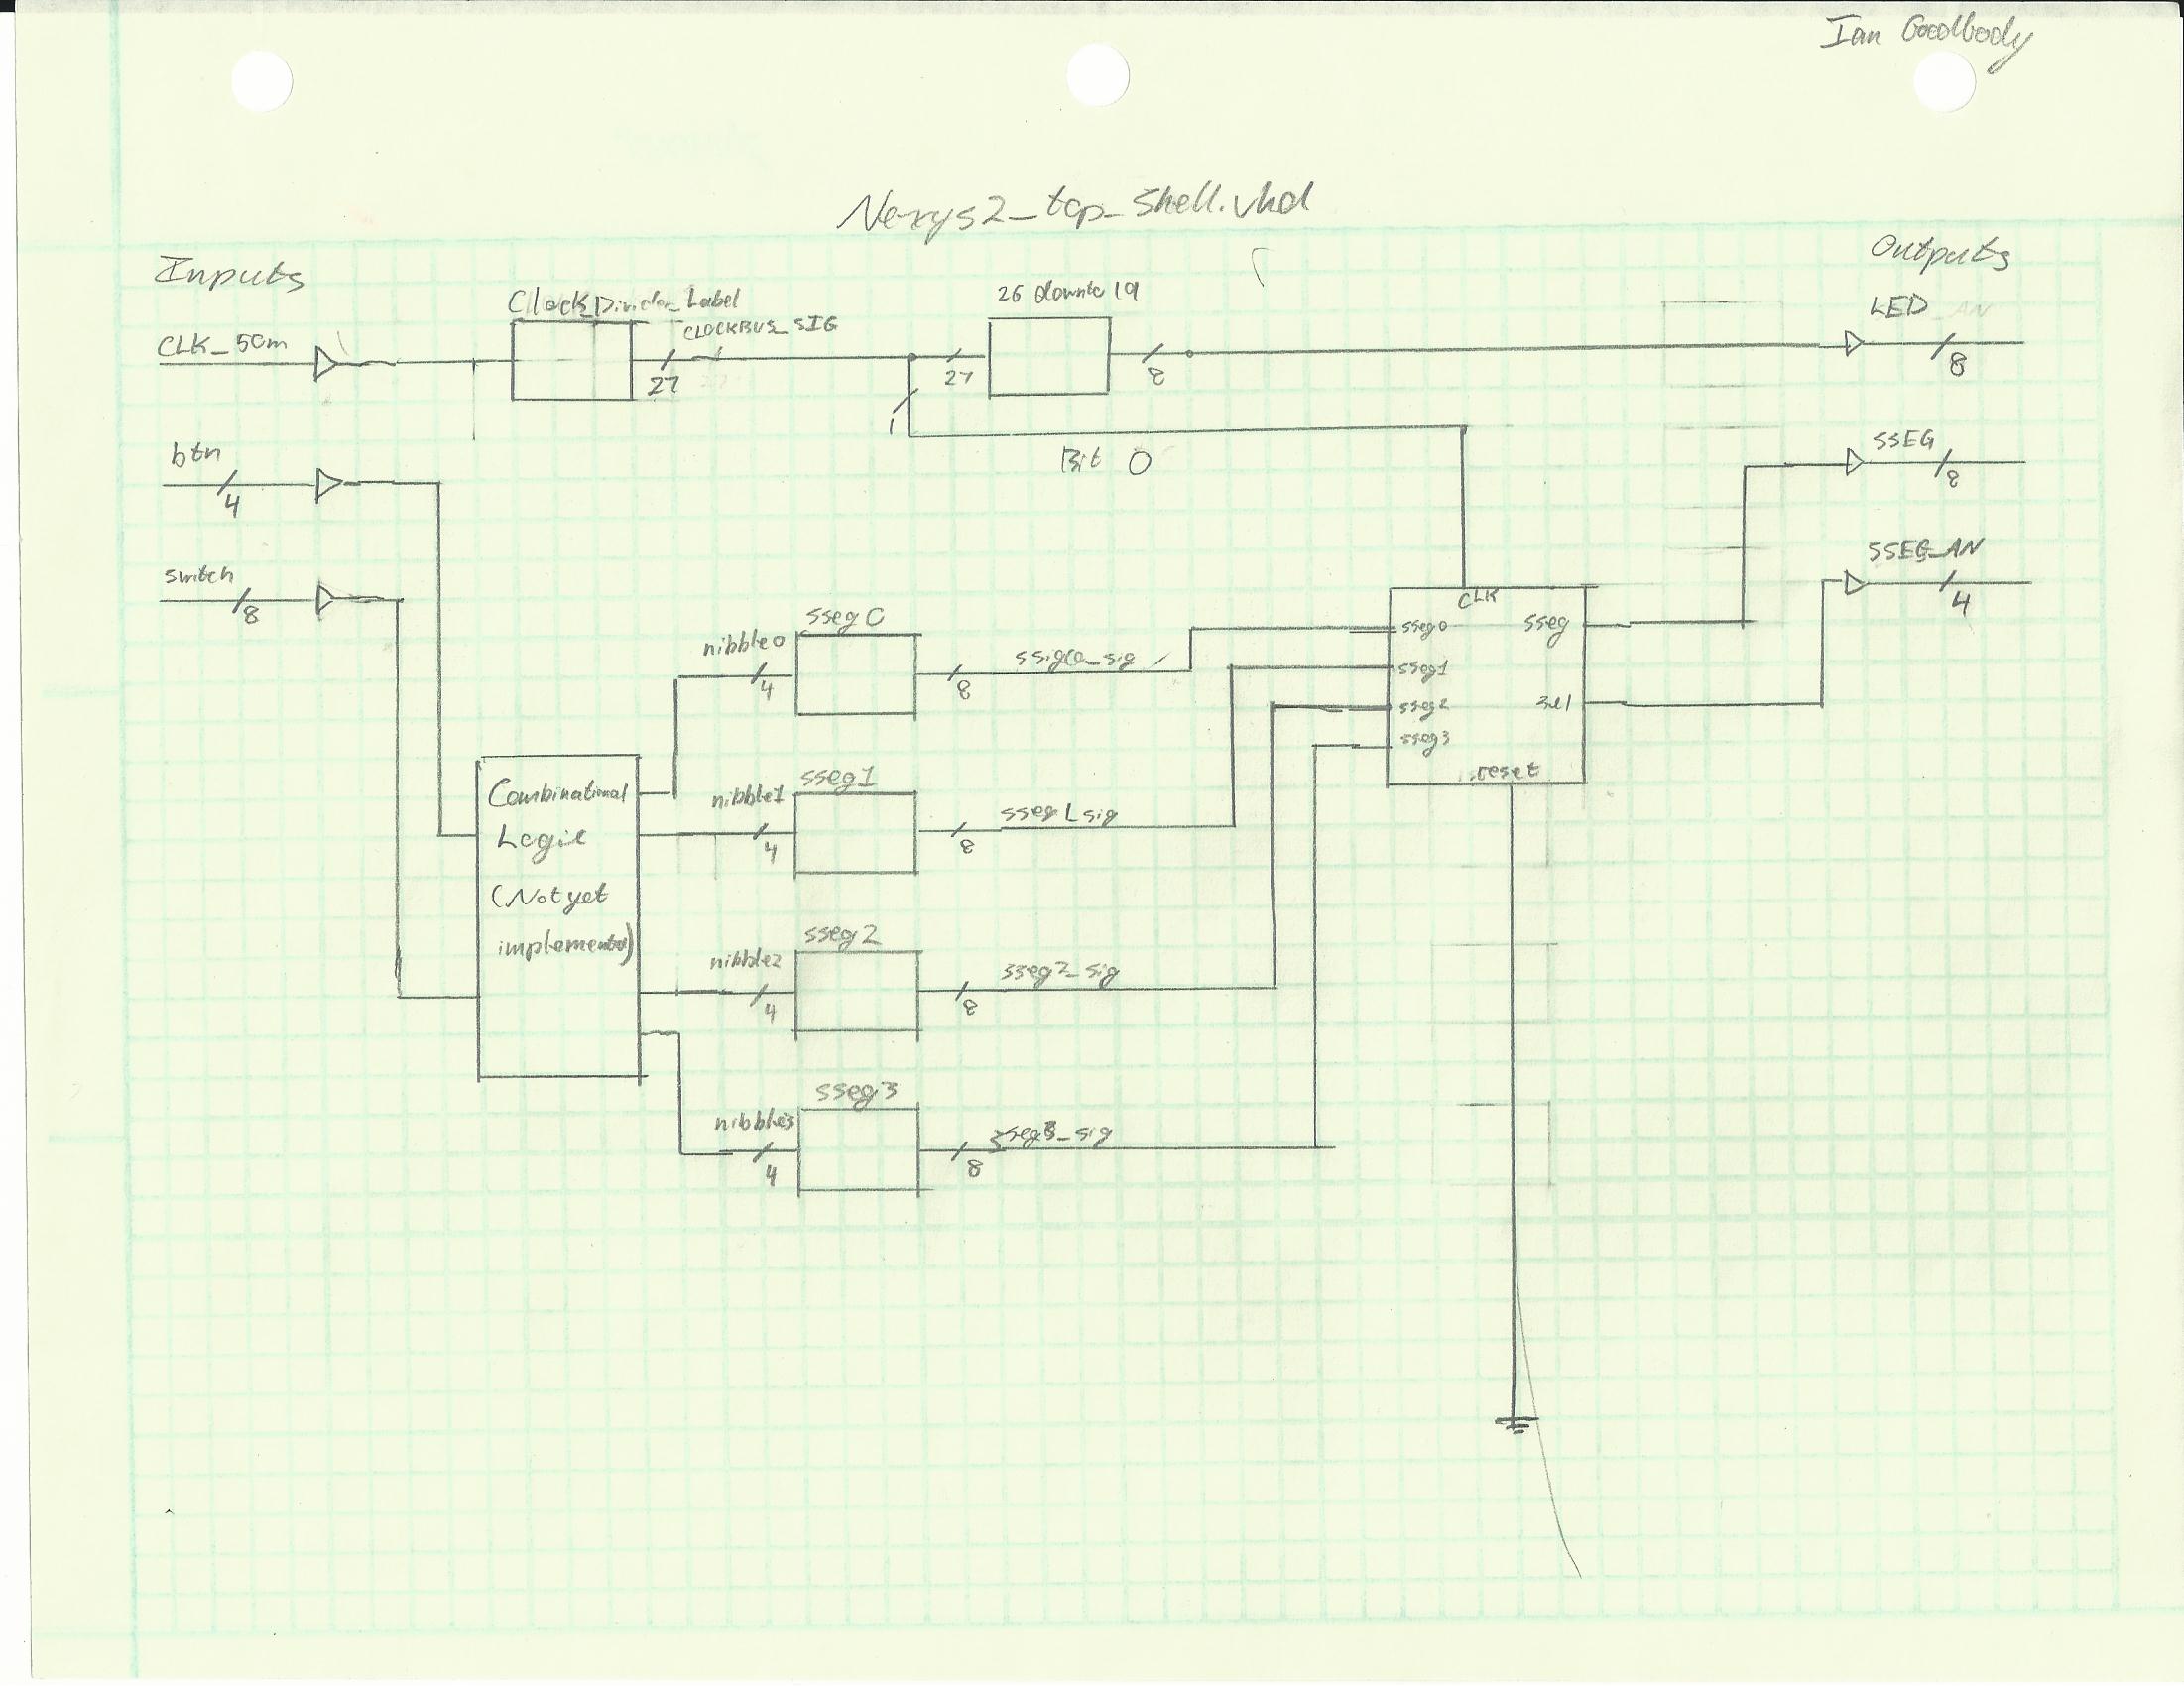 Ian Goodbody
Nexys2_top_shell.vhd
Inputs
Outputs
Clock_Divider_Label
26 downto 19
LED
CLK_50m
CLOCKBUS_SIG
27
27
8
8
1
Bit 0
btn
4
SSEG
8
switch
8
SSEG_AN
4
sseg0
nibble0
4
8
ssig0_sig
CLK
sseg0
sseg
sseg1
sseg2
sel
sseg3
reset
Combinational
Logic
(Not yet
implemented)
sseg1
nibble1
4
8
sseg1_sig
sseg2
nibble2
4
8
sseg2_sig
sseg3
nibble3
4
8
sseg3_sig